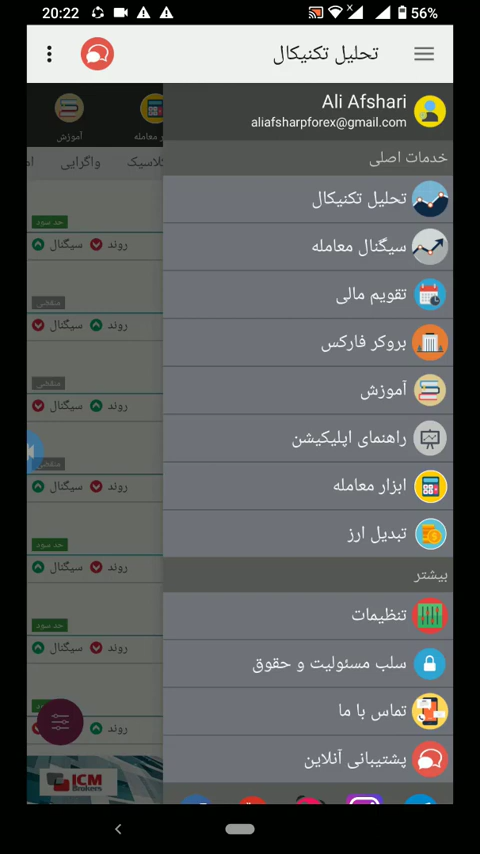 20:22
56%
تحلیل تکنیکال
Ali Afshari
aliafsharpforex@gmail.com
خدمات اصلی
تحلیل تکنیکال
سیگنال معامله
تقویم مالی
بروکر فارکس
آموزش
راهنمای اپلیکیشن
ابزار معامله
تبدیل ارز
بیشتر
تنظیمات
سلب مسئولیت و حقوق
تماس با ما
پشتیبانی آنلاین
آموزش
ر معامله
کلاسیک
واگرایی
حد سود
روند سیگنال
منقضی
روند سیگنال
منقضی
روند سیگنال
منقضی
روند سیگنال
حد سود
روند سیگنال
حد سود
روند سیگنال
روند
ICM
Brokers